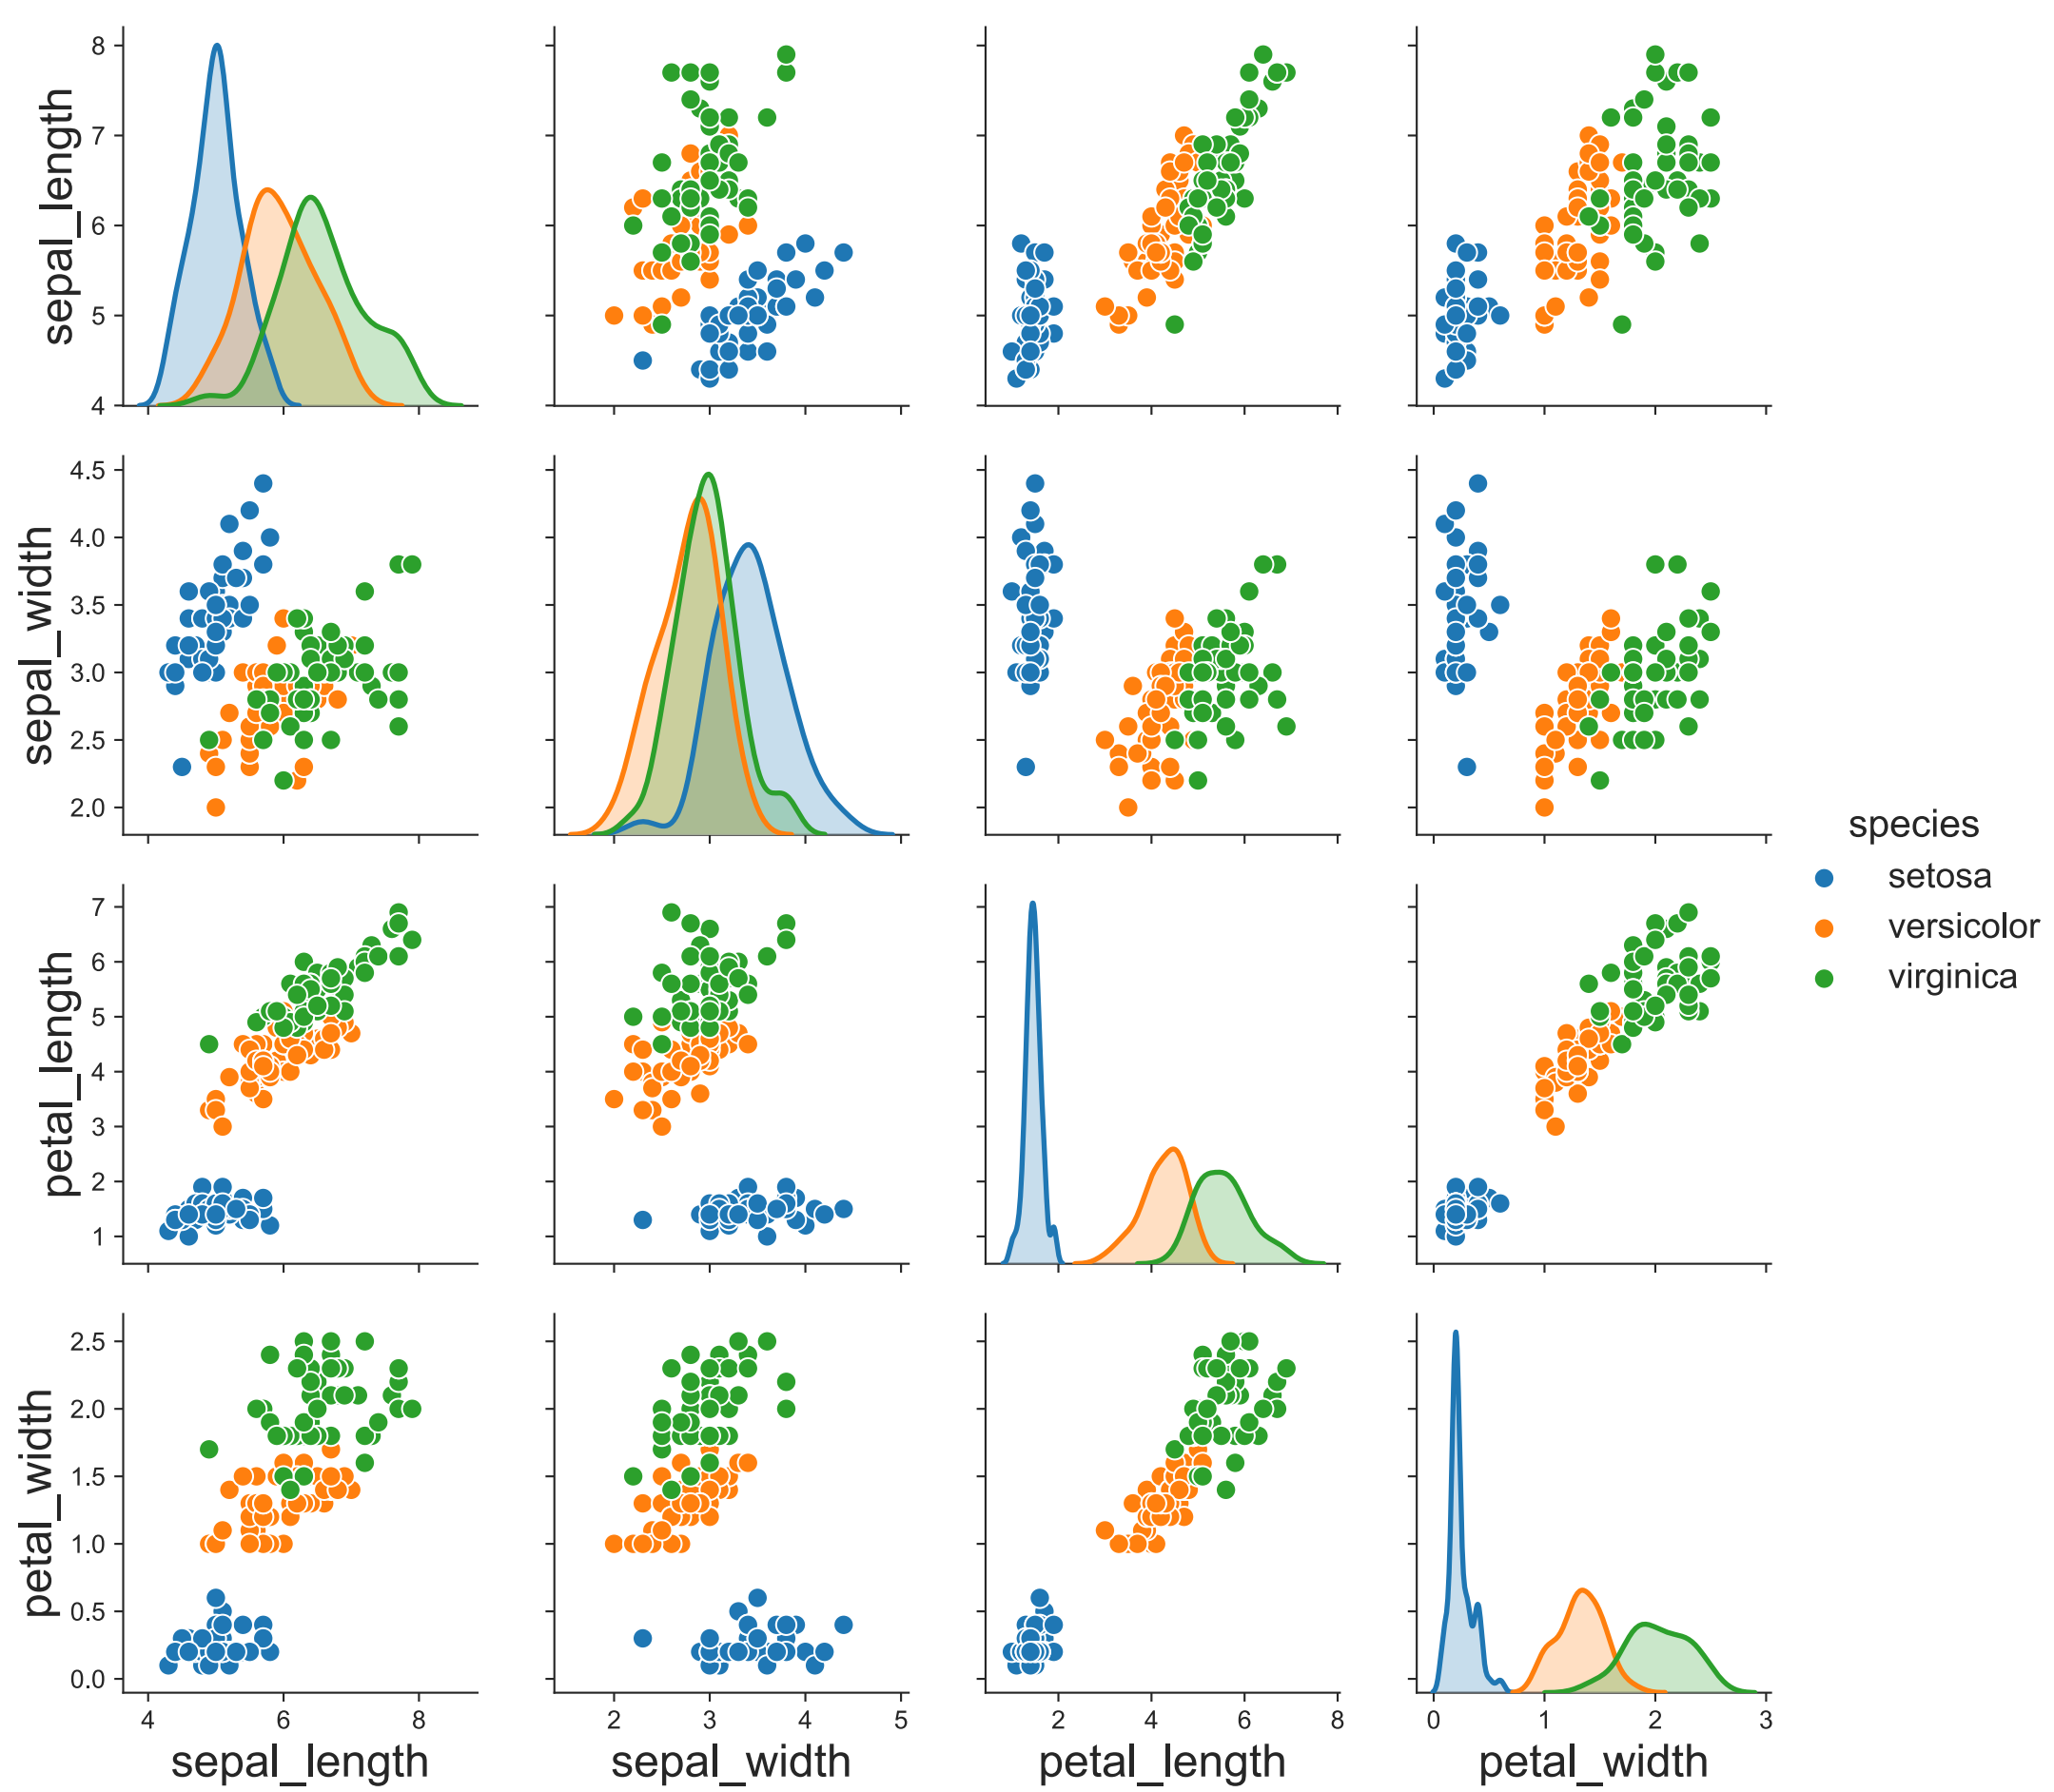 sepal_length
8
7
6
5
4
sepal_width
4.5
4.0
3.5
3.0
2.5
2.0
species
setosa
versicolor
virginica
petal_length
7
6
5
4
3
2
1
petal_width
2.5
2.0
1.5
1.0
0.5
0.0
4 6 8 2 3 4 5 2 4 6 8 0 1 2 3
sepal_length sepal_width petal_length petal_width